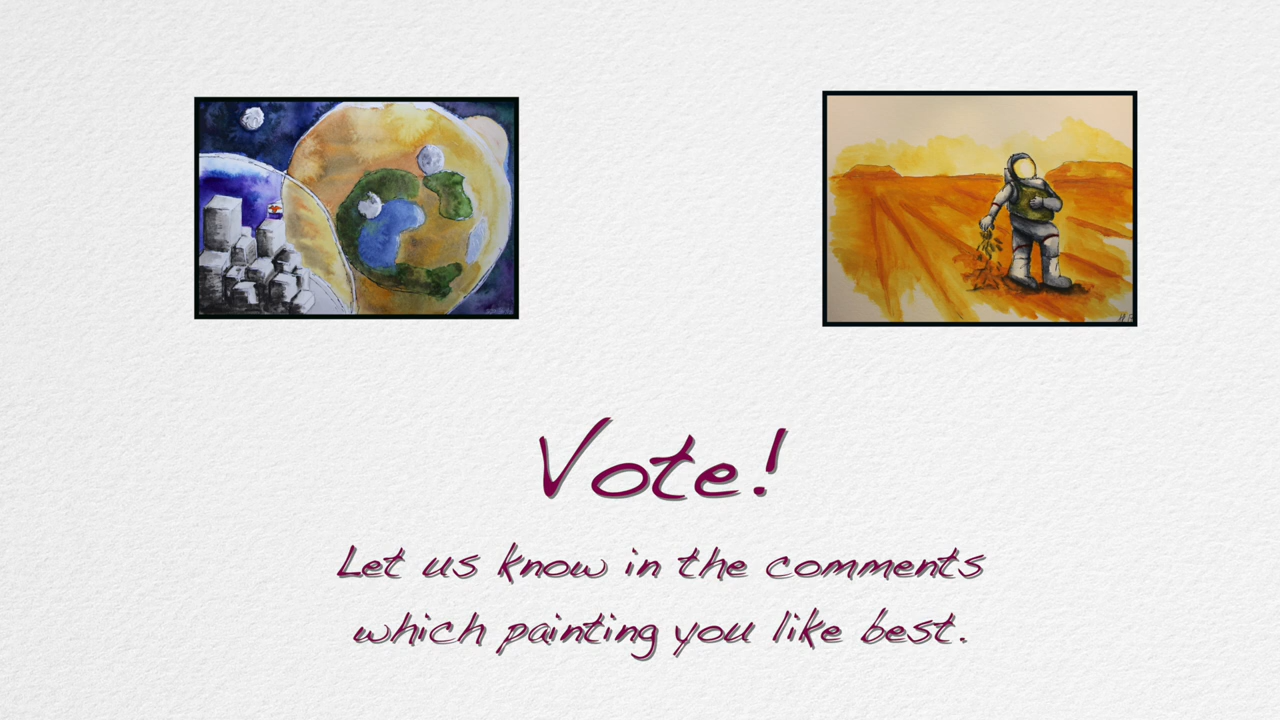 Vote!
Let us know in the comments
which painting you like best.